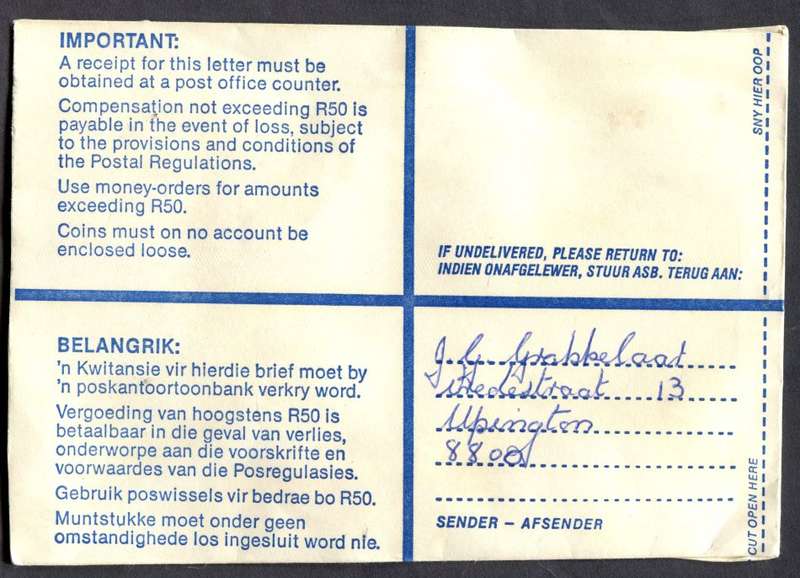 IMPORTANT:
A receipt for this letter must be
obtained at a post office counter.
Compensation not exceeding R50 is
payable in the event of loss, subject
to the provisions and conditions of
the Postal Regulations.
Use money-orders for amounts
exceeding R50.
Coins must on no account be
enclosed loose.
SNY HIER OOP
IF UNDELIVERED, PLEASE RETURN TO:
INDIEN ONAFGELEWER, STUUR ASB. TERUG AAN:
BELANGRIK:
'n Kwitansie vir hierdie brief moet by
'n poskantoortoonbank verkry word.
Vergoeding van hoogstens R50 is
betaalbaar in die geval van verlies,
onderworpe aan die voorskrifte en
voorwaardes van die Posregulasies.
Gebruik poswissels vir bedrae bo R50.
Muntstukke moet onder geen
omstandighede los ingesluit word nie.
J. G. Grabbelaar
13
Upington
8800
SENDER – AFSENDER
CUT OPEN HERE